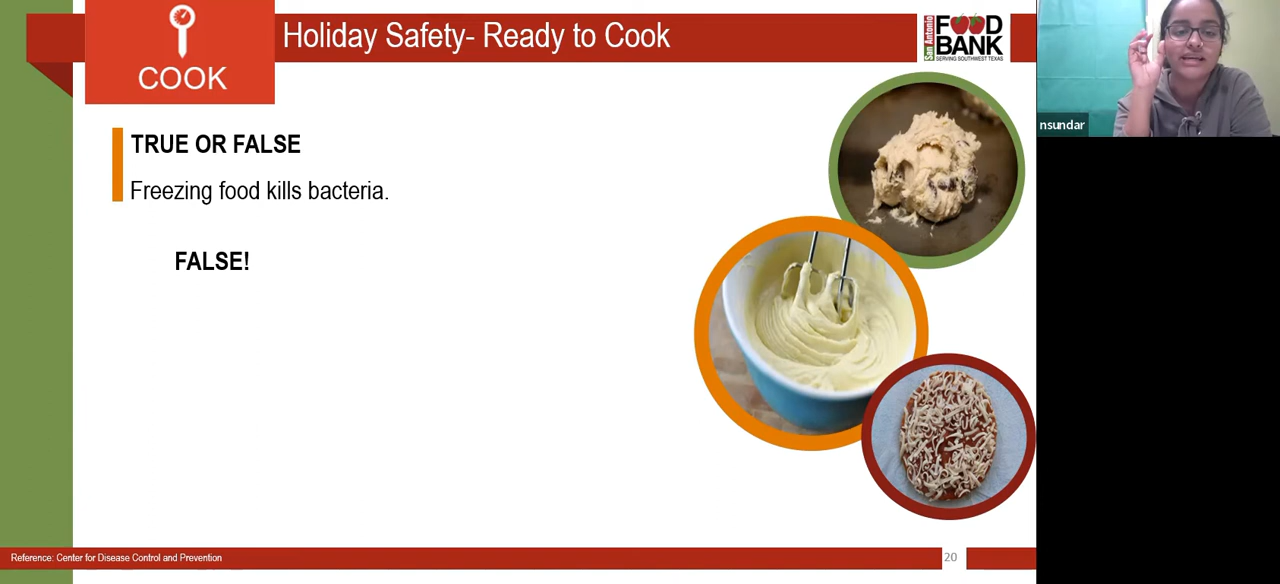 COOK
Holiday Safety- Ready to Cook
San Antonio
FOOD
BANK
SERVING SOUTHWEST TEXAS
nsundar
TRUE OR FALSE
Freezing food kills bacteria.
FALSE!
Reference: Center for Disease Control and Prevention
20